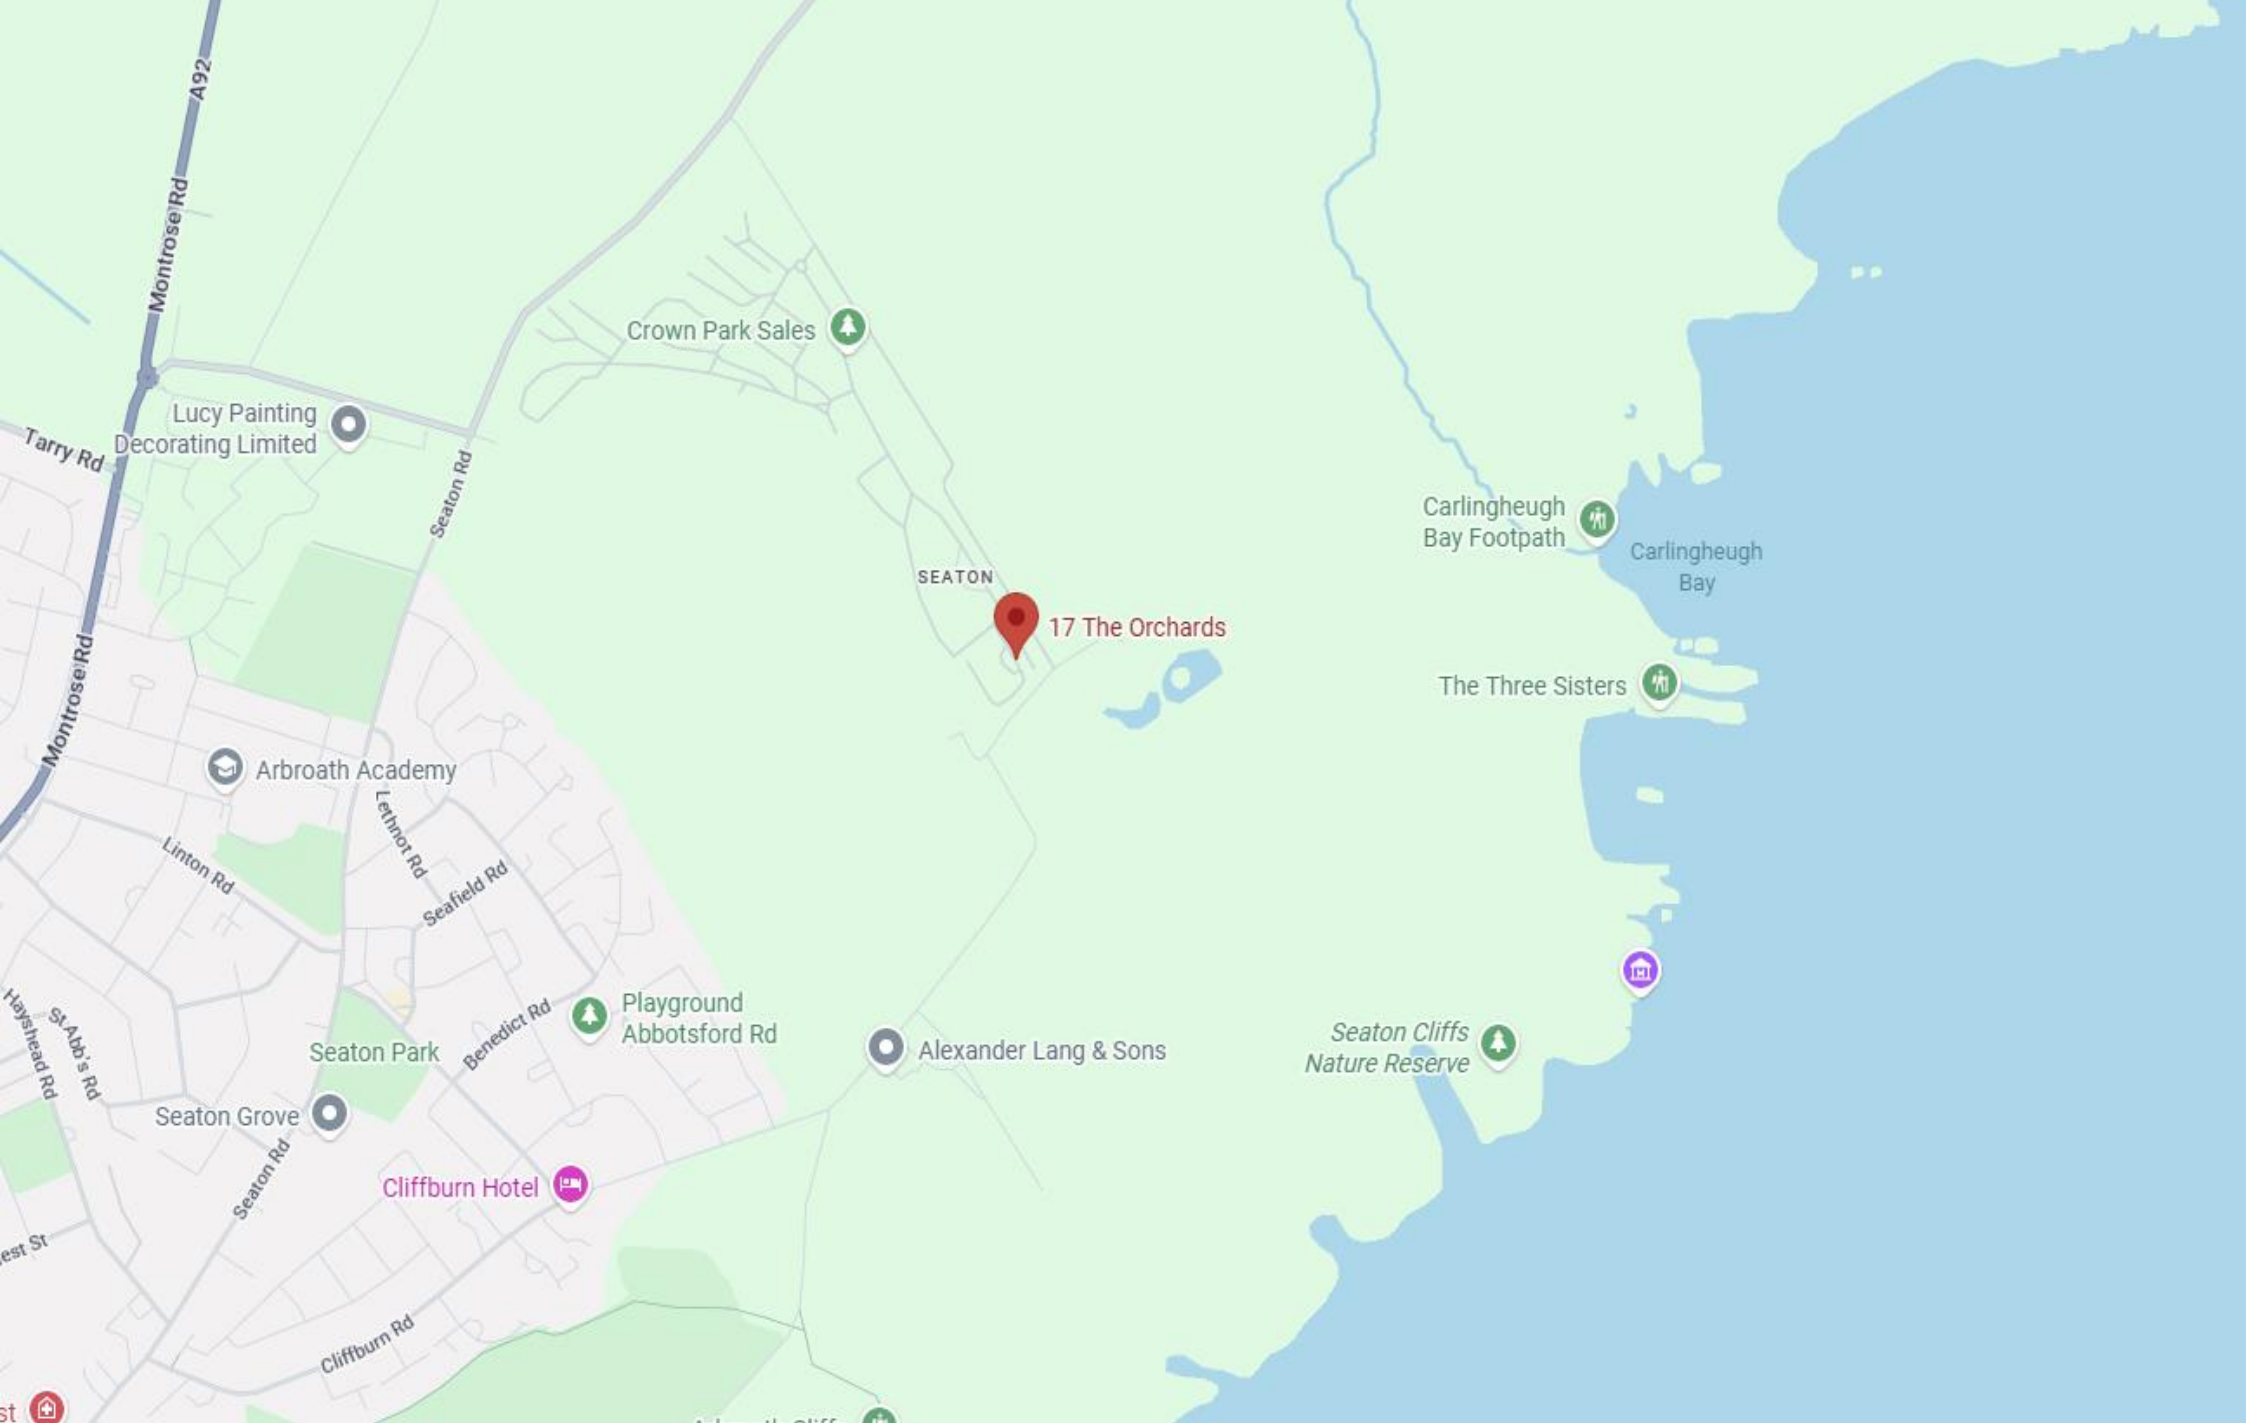 A92
Montrose Rd
Crown Park Sales
Lucy Painting
Decorating Limited
Tarry Rd
Seaton Rd
Carlingheugh
Bay Footpath
Carlingheugh
Bay
SEATON
17 The Orchards
The Three Sisters
Montrose Rd
Arbroath Academy
Lethnot Rd
Linton Rd
Seafield Rd
Playground
Abbotsford Rd
Benedict Rd
Hayshead Rd
St Abb's Rd
Seaton Park
Alexander Lang & Sons
Seaton Cliffs
Nature Reserve
Seaton Grove
Seaton Rd
Cliffburn Hotel
est St
Cliffburn Rd
st